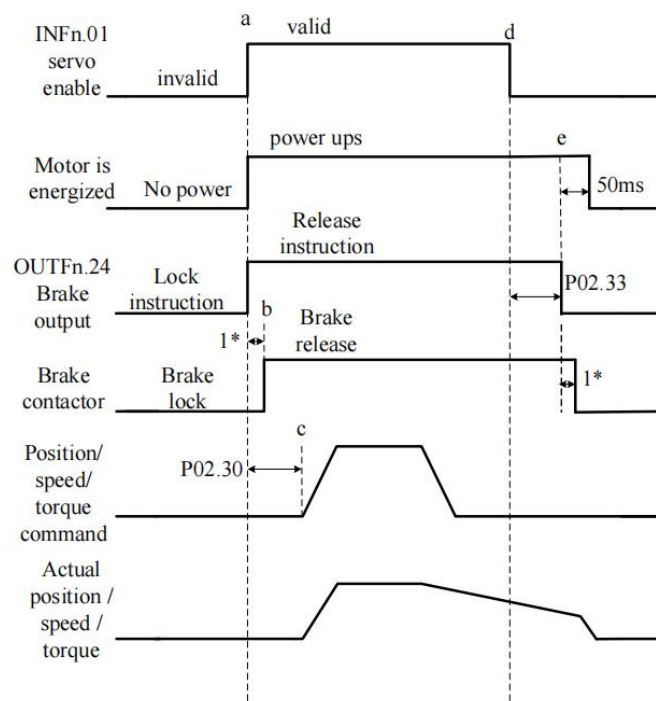 a
INFn.01
servo
enable
invalid
valid
d
Motor is
energized
No power
power ups
e
50ms
OUTFn.24
Brake
output
Lock
instruction
Release
instruction
P02.33
b
1*
Brake
contactor
Brake
lock
Brake
release
1*
Position/
speed/
torque
command
P02.30
c
Actual
position /
speed /
torque